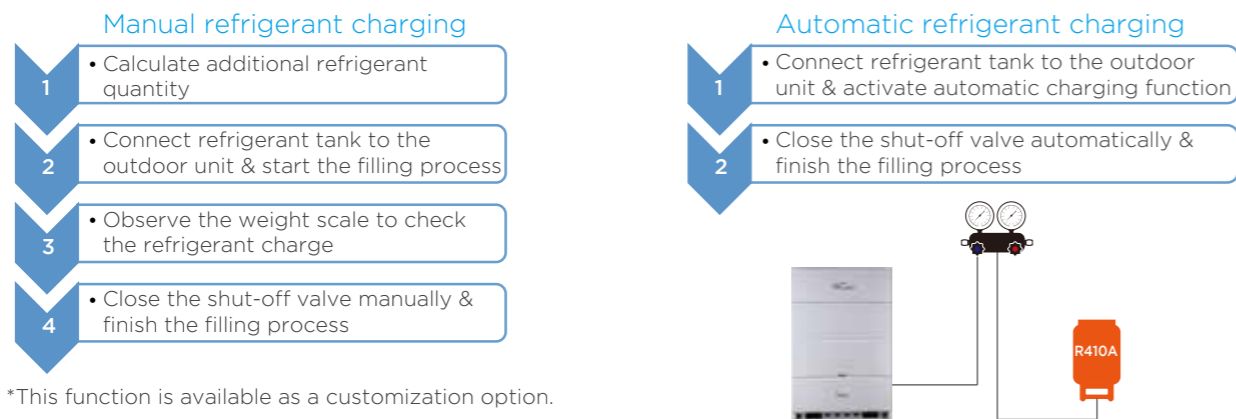 Manual refrigerant charging
1
• Calculate additional refrigerant
quantity
2
• Connect refrigerant tank to the
outdoor unit & start the filling process
3
• Observe the weight scale to check
the refrigerant charge
4
• Close the shut-off valve manually &
finish the filling process
*This function is available as a customization option.
Automatic refrigerant charging
1
• Connect refrigerant tank to the outdoor
unit & activate automatic charging function
2
• Close the shut-off valve automatically &
finish the filling process
R410A